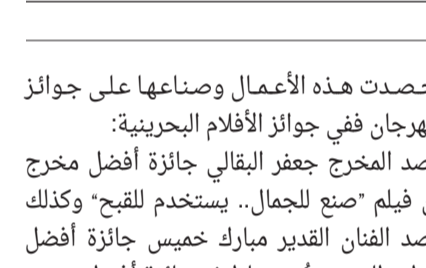 حصدت هذه الأعمال وصناعها على جوائز
هرجان ففي جوائز الأفلام البحرينية:
صد المخرج جعفر البقالي جائزة أفضل مخرج
فيلم "صنع للجمال.. يستخدم للقبح" وكذلك
صد الفنان القدير مبارك خميس جائزة أفضل